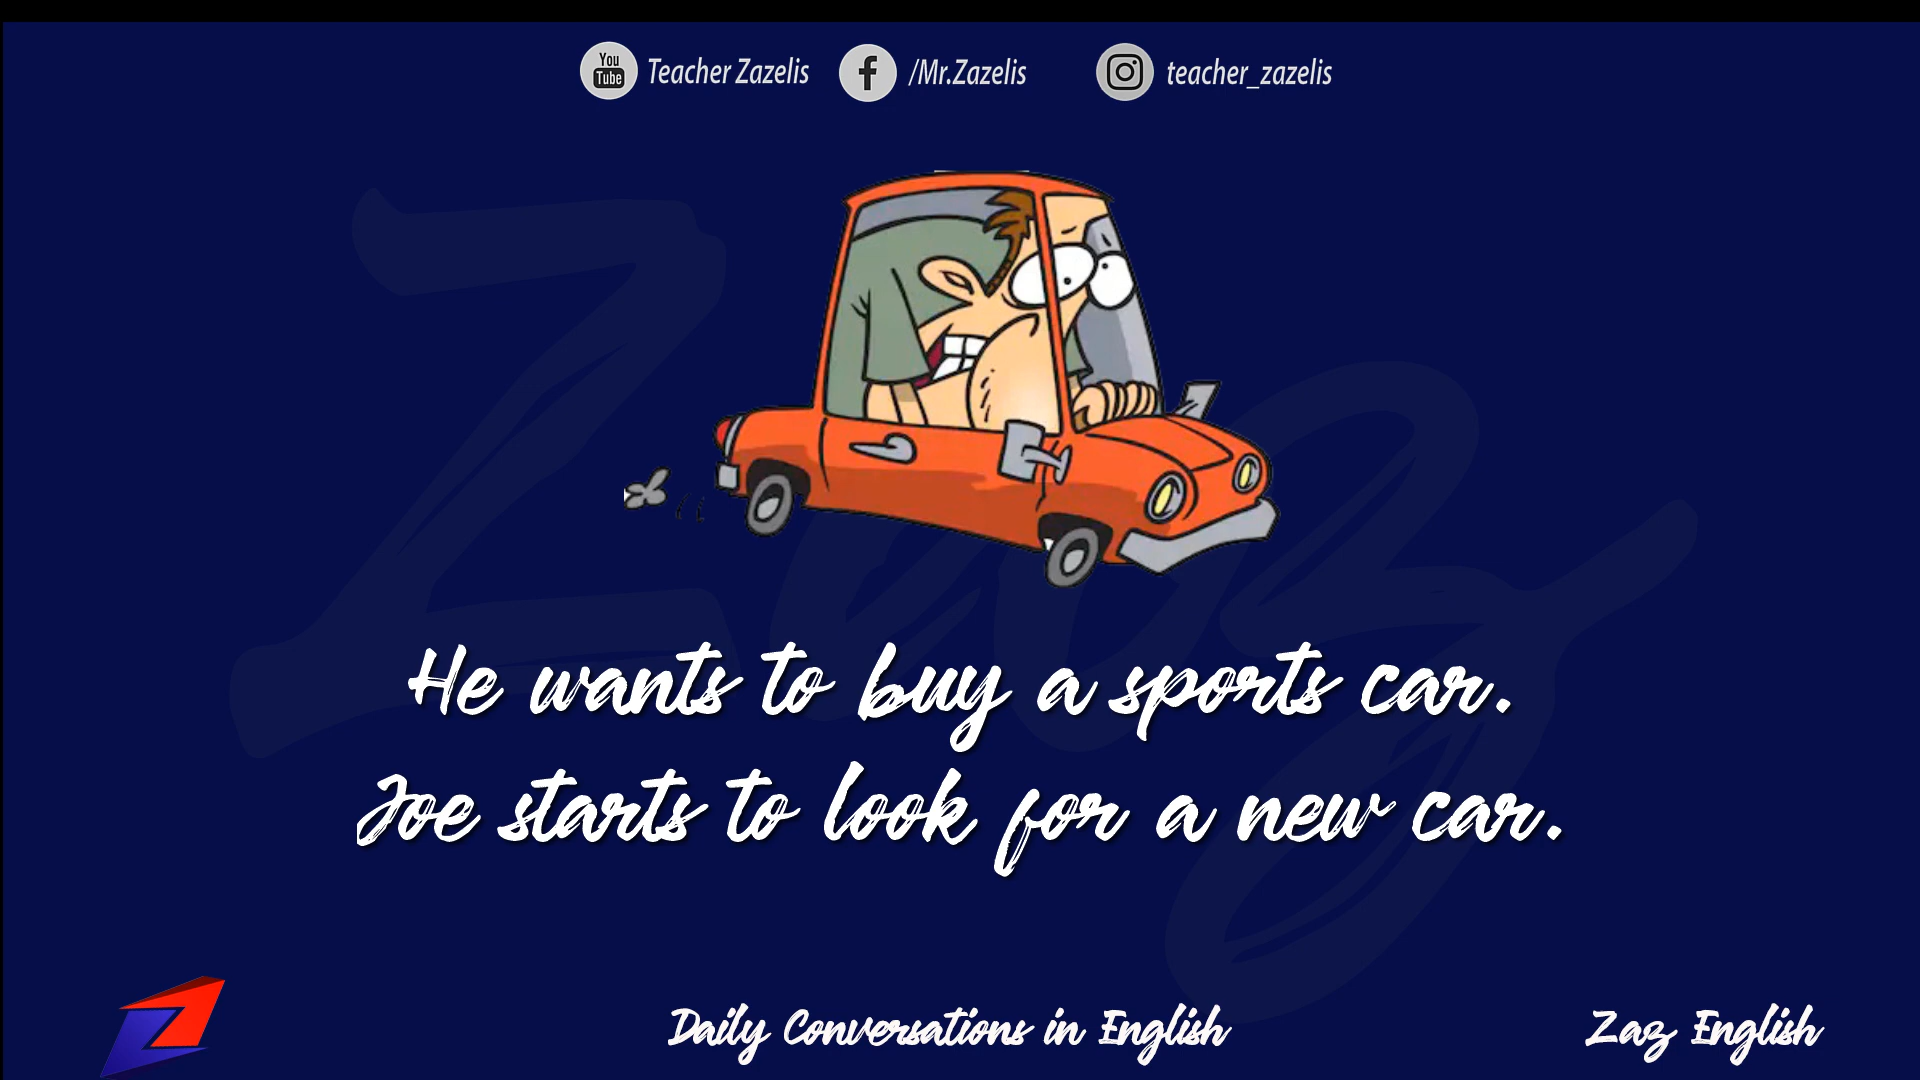 You Tube Teacher Zazelis /Mr.Zazelis teacher_zazelis
He wants to buy a sports car.
Joe starts to look for a new car.
Daily Conversations in English
Zaz English
Zaz
Z